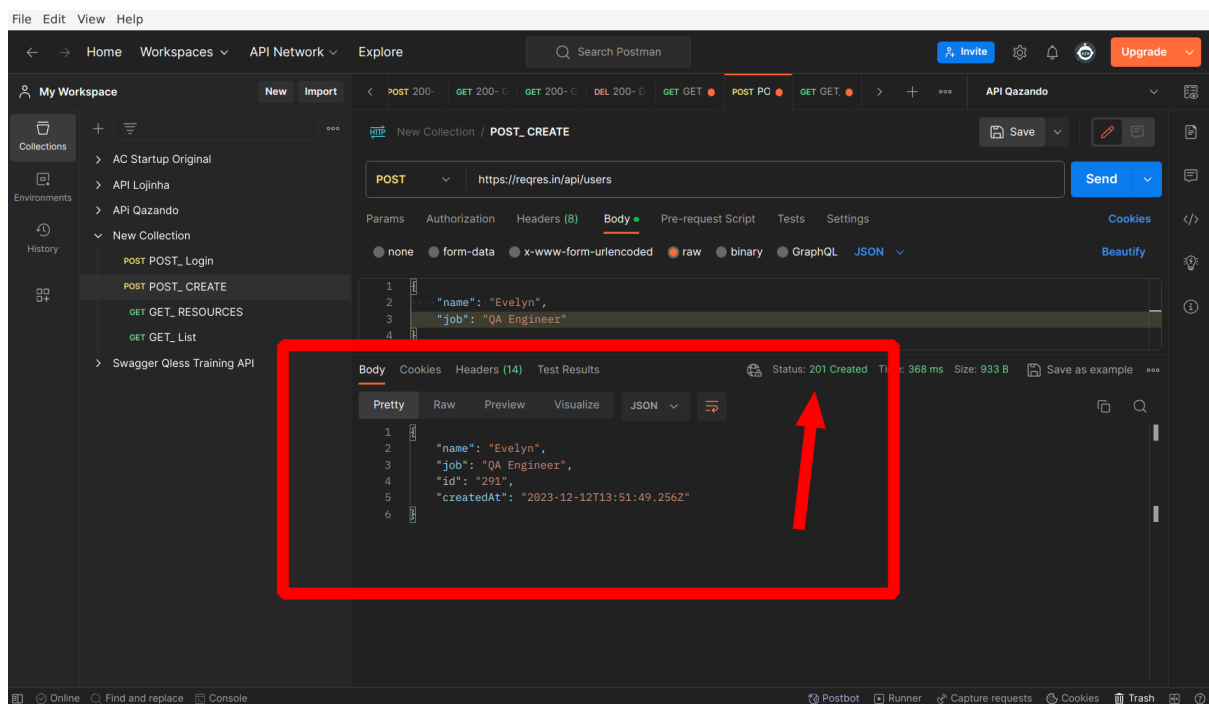 File Edit View Help
Home Workspaces API Network Explore Search Postman Invite Upgrade
My Workspace New Import POST 200- GET 200- G GET 200- G DEL 200- D GET GET POST PO GET GET. API Qazando
Collections
HTTP New Collection / POST_ CREATE Save
AC Startup Original
POST https://reqres.in/api/users Send
API Lojinha
Environments
APi Qazando
Params Authorization Headers (8) Body Pre-request Script Tests Settings Cookies
New Collection
History
none form-data x-www-form-urlencoded raw binary GraphQL JSON Beautify
POST POST_ Login
POST POST_ CREATE
GET GET_ RESOURCES
GET GET_ List
Swagger Qless Training API
1 {
2 "name": "Evelyn",
3 "job": "QA Engineer"
4 }
Body Cookies Headers (14) Test Results Status: 201 Created 368 ms Size: 933 B Save as example
Pretty Raw Preview Visualize JSON
1 {
2 "name": "Evelyn",
3 "job": "QA Engineer",
4 "id": "291",
5 "createdAt": "2023-12-12T13:51:49.256Z"
6 }
Online Find and replace Console Postbot Runner Capture requests Cookies Trash